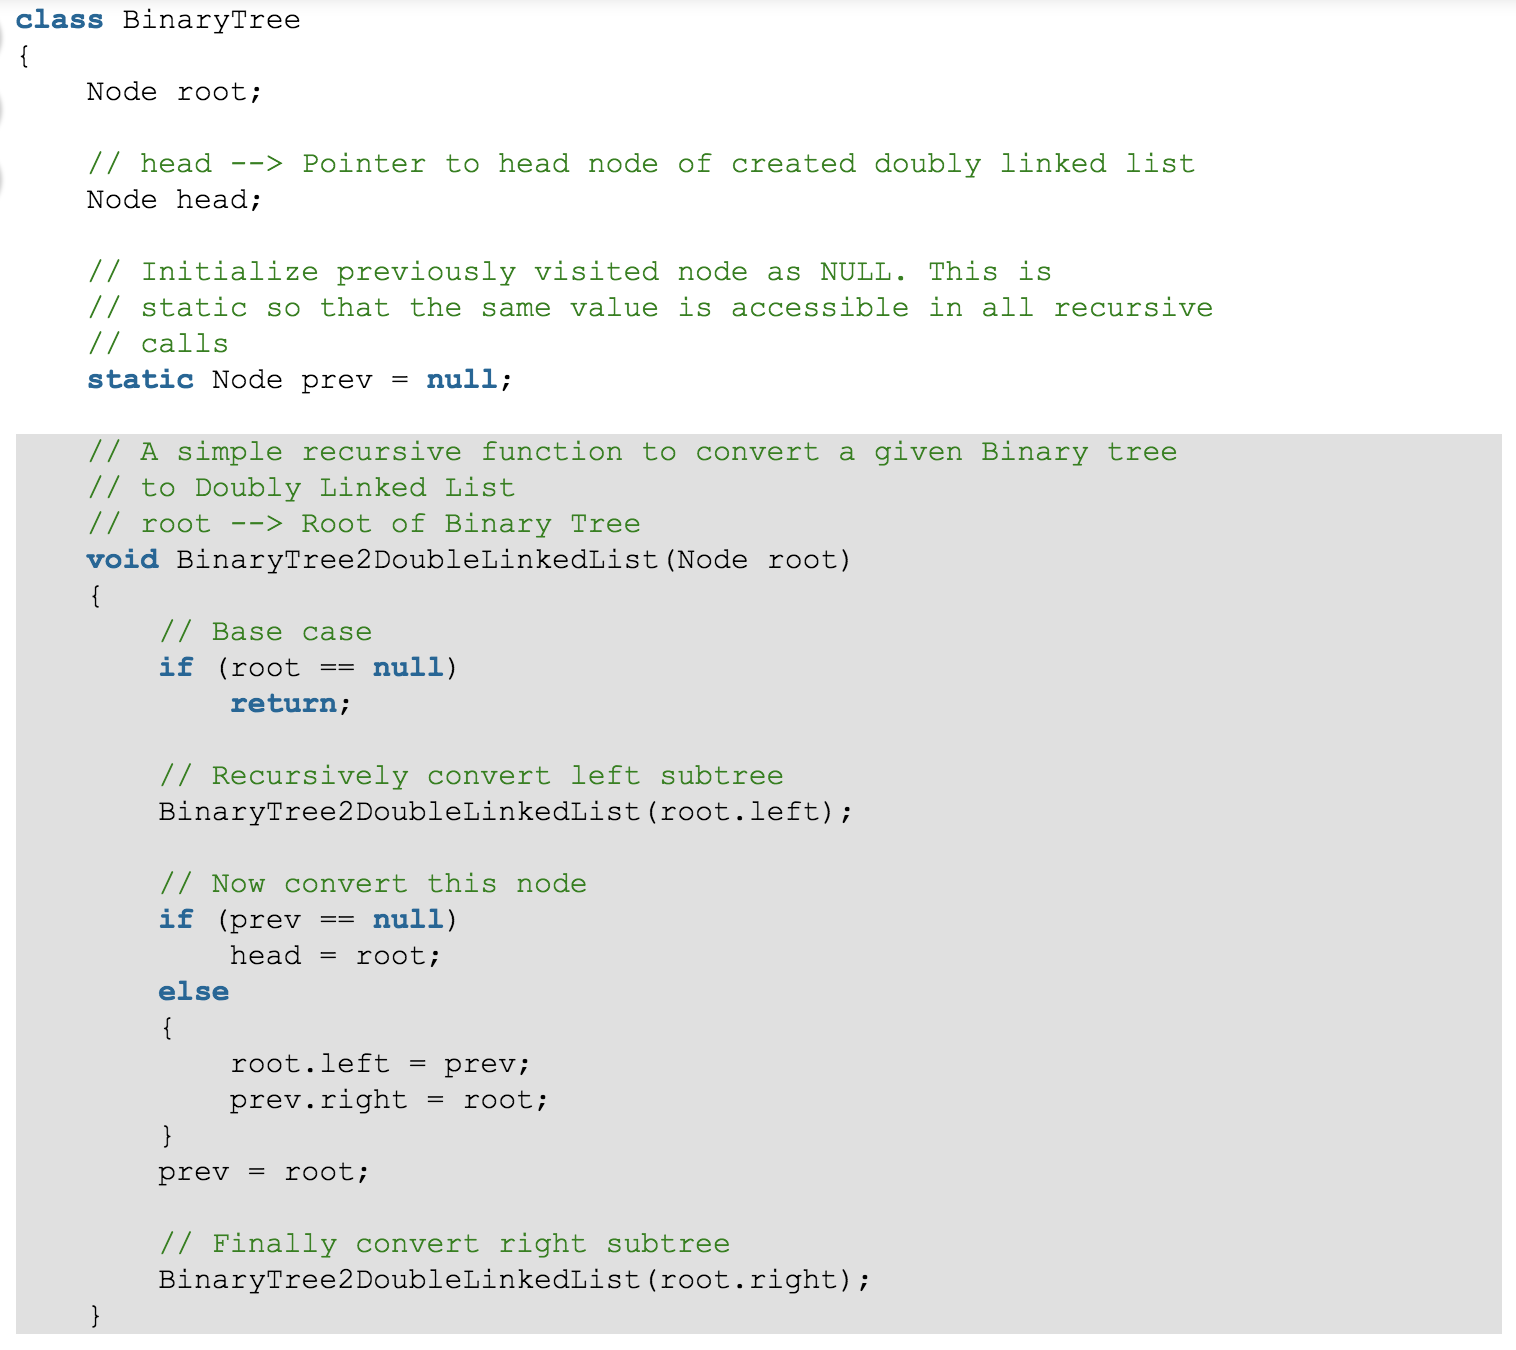 class BinaryTree
{
    Node root;

    // head --> Pointer to head node of created doubly linked list
    Node head;

    // Initialize previously visited node as NULL. This is
    // static so that the same value is accessible in all recursive
    // calls
    static Node prev = null;

    // A simple recursive function to convert a given Binary tree
    // to Doubly Linked List
    // root --> Root of Binary Tree
    void BinaryTree2DoubleLinkedList(Node root)
    {
        // Base case
        if (root == null)
            return;

        // Recursively convert left subtree
        BinaryTree2DoubleLinkedList(root.left);

        // Now convert this node
        if (prev == null)
            head = root;
        else
        {
            root.left = prev;
            prev.right = root;
        }
        prev = root;

        // Finally convert right subtree
        BinaryTree2DoubleLinkedList(root.right);
    }